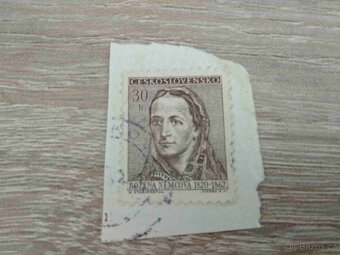 ČESKOSLOVENSKO
30
h
BOŽENA NĚMCOVÁ 1820-1862